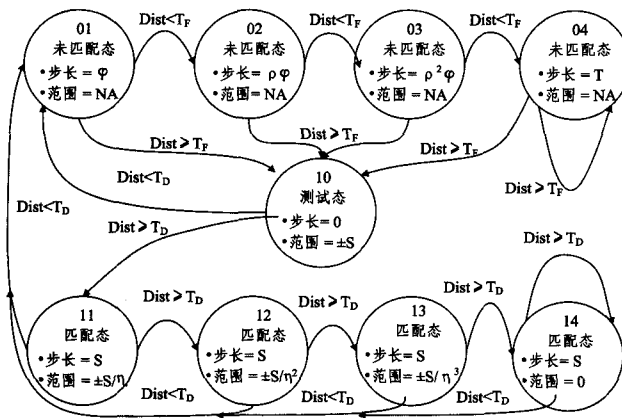 Dist<T_F
Dist<T_F
Dist<T_F
01
未匹配态
•步长 = φ
•范围 = NA
02
未匹配态
•步长 = ρφ
•范围 = NA
03
未匹配态
•步长 = ρ²φ
•范围 = NA
04
未匹配态
•步长 = T
•范围 = NA
Dist≥T_F
Dist≥T_F
Dist≥T_F
Dist≥T_F
Dist≥T_F
Dist<T_D
Dist<T_D
10
测试态
•步长 = 0
•范围 = ±S
Dist≥T_D
Dist≥T_D
Dist≥T_D
Dist≥T_D
Dist≥T_D
11
匹配态
•步长 = S
•范围 = ±S/η
12
匹配态
•步长 = S
•范围 = ±S/η²
13
匹配态
•步长 = S
•范围 = ±S/η³
14
匹配态
•步长 = S
•范围 = 0
Dist<T_D
Dist<T_D
Dist<T_D